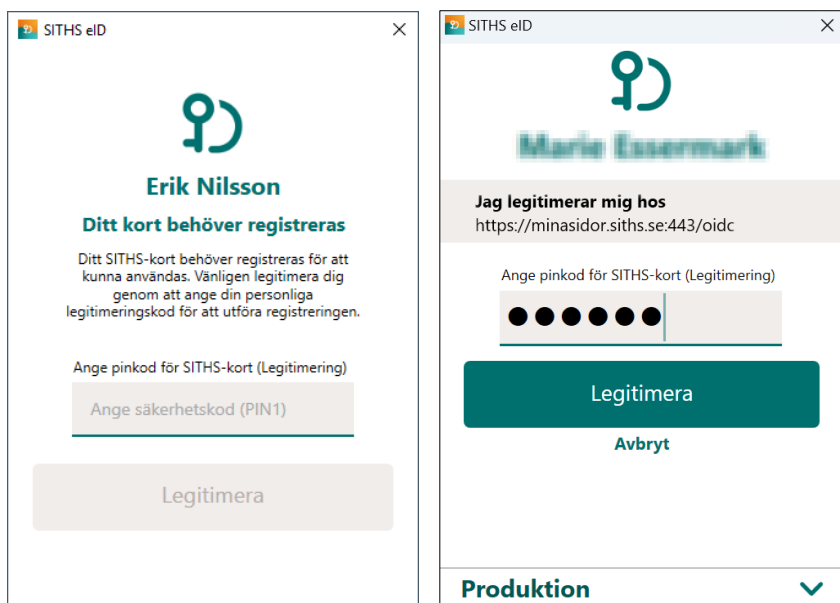 SITHS eID
Erik Nilsson
Ditt kort behöver registreras
Ditt SITHS-kort behöver registreras för att
kunna användas. Vänligen legitimera dig
genom att ange din personliga
legitimeringskod för att utföra registreringen.
Ange pinkod för SITHS-kort (Legitimering)
Ange säkerhetskod (PIN1)
Legitimera
SITHS eID
Jag legitimerar mig hos
https://minasidor.siths.se:443/oidc
Ange pinkod för SITHS-kort (Legitimering)
●●●●●●
Legitimera
Avbryt
Produktion